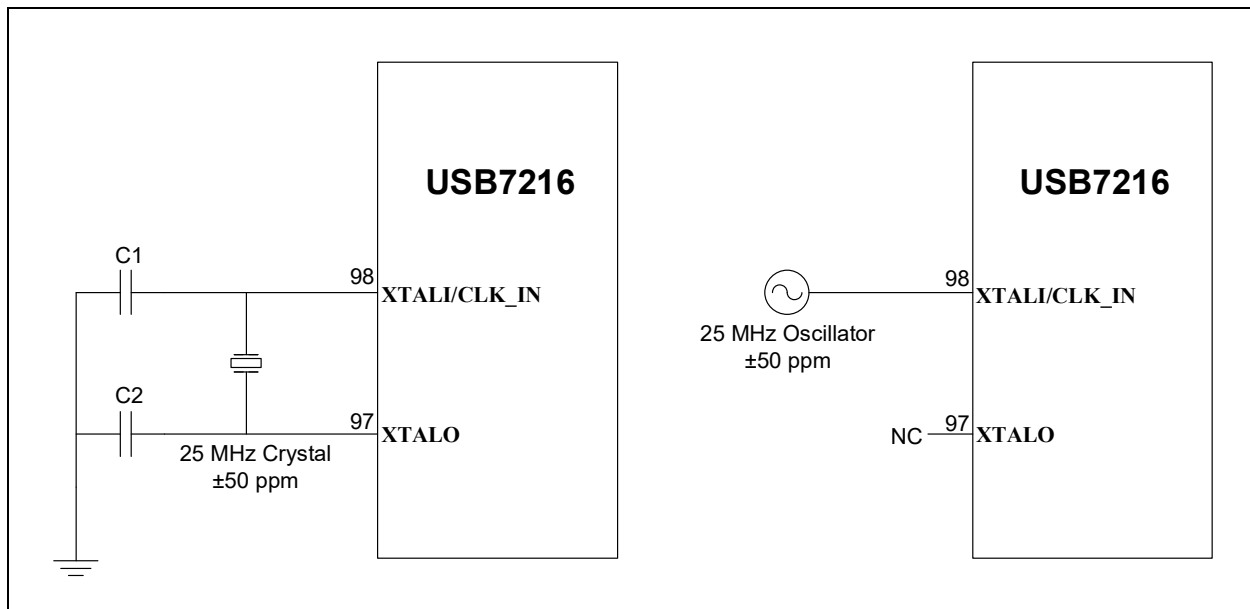 USB7216
C1
98
XTALI/CLK_IN
C2
97
XTALO
25 MHz Crystal
±50 ppm
USB7216
98
XTALI/CLK_IN
25 MHz Oscillator
±50 ppm
NC
97
XTALO